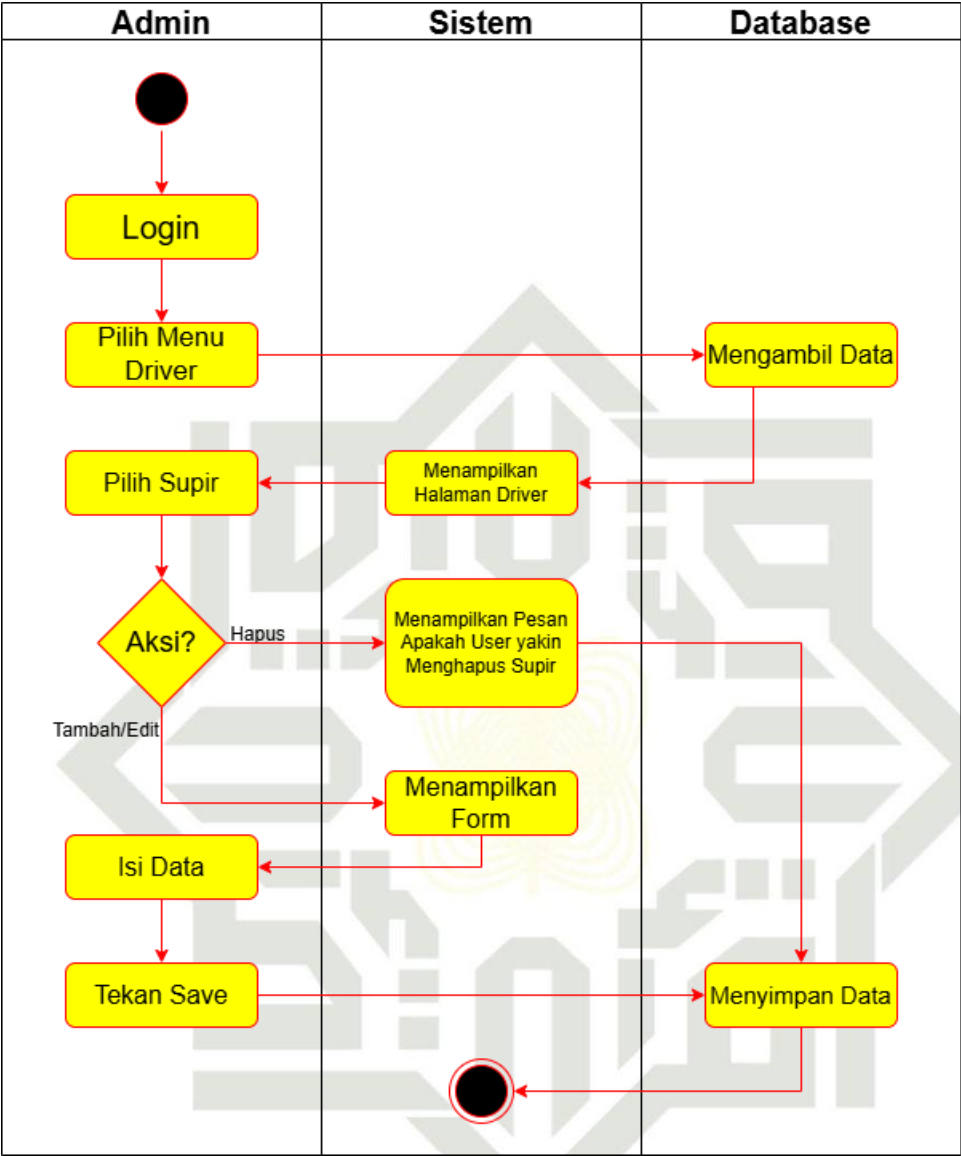 Admin
Sistem
Database
Login
Pilih Menu
Driver
Mengambil Data
Pilih Supir
Menampilkan
Halaman Driver
Aksi?
Hapus
Menampilkan Pesan
Apakah User yakin
Menghapus Supir
Tambah/Edit
Menampilkan
Form
Isi Data
Tekan Save
Menyimpan Data